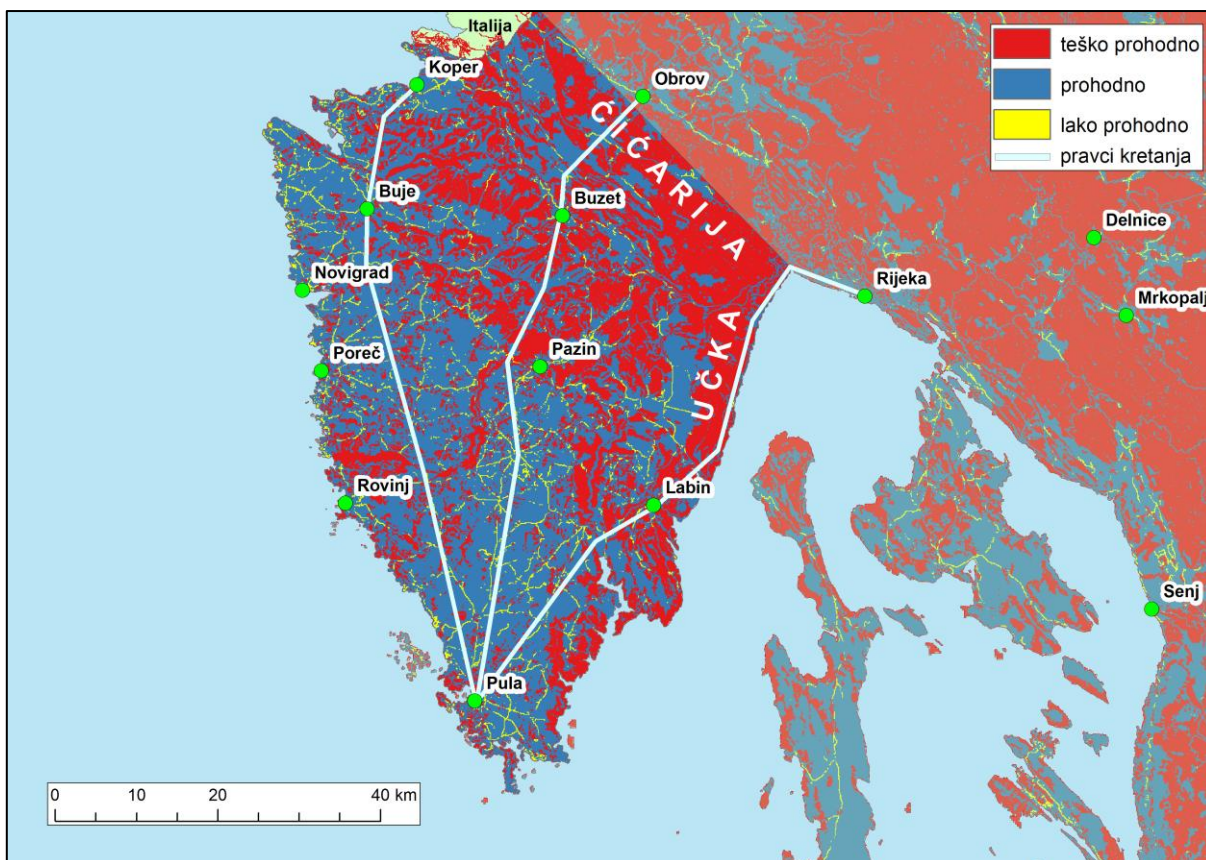 Italija
Koper
Obrov
teško prohodno
prohodno
lako prohodno
pravci kretanja
ĆIĆARIJA
Buje
Buzet
Delnice
Novigrad
Rijeka
Mrkopalj
Poreč
Pazin
UČKA
Rovinj
Labin
Senj
Pula
0 10 20 40 km